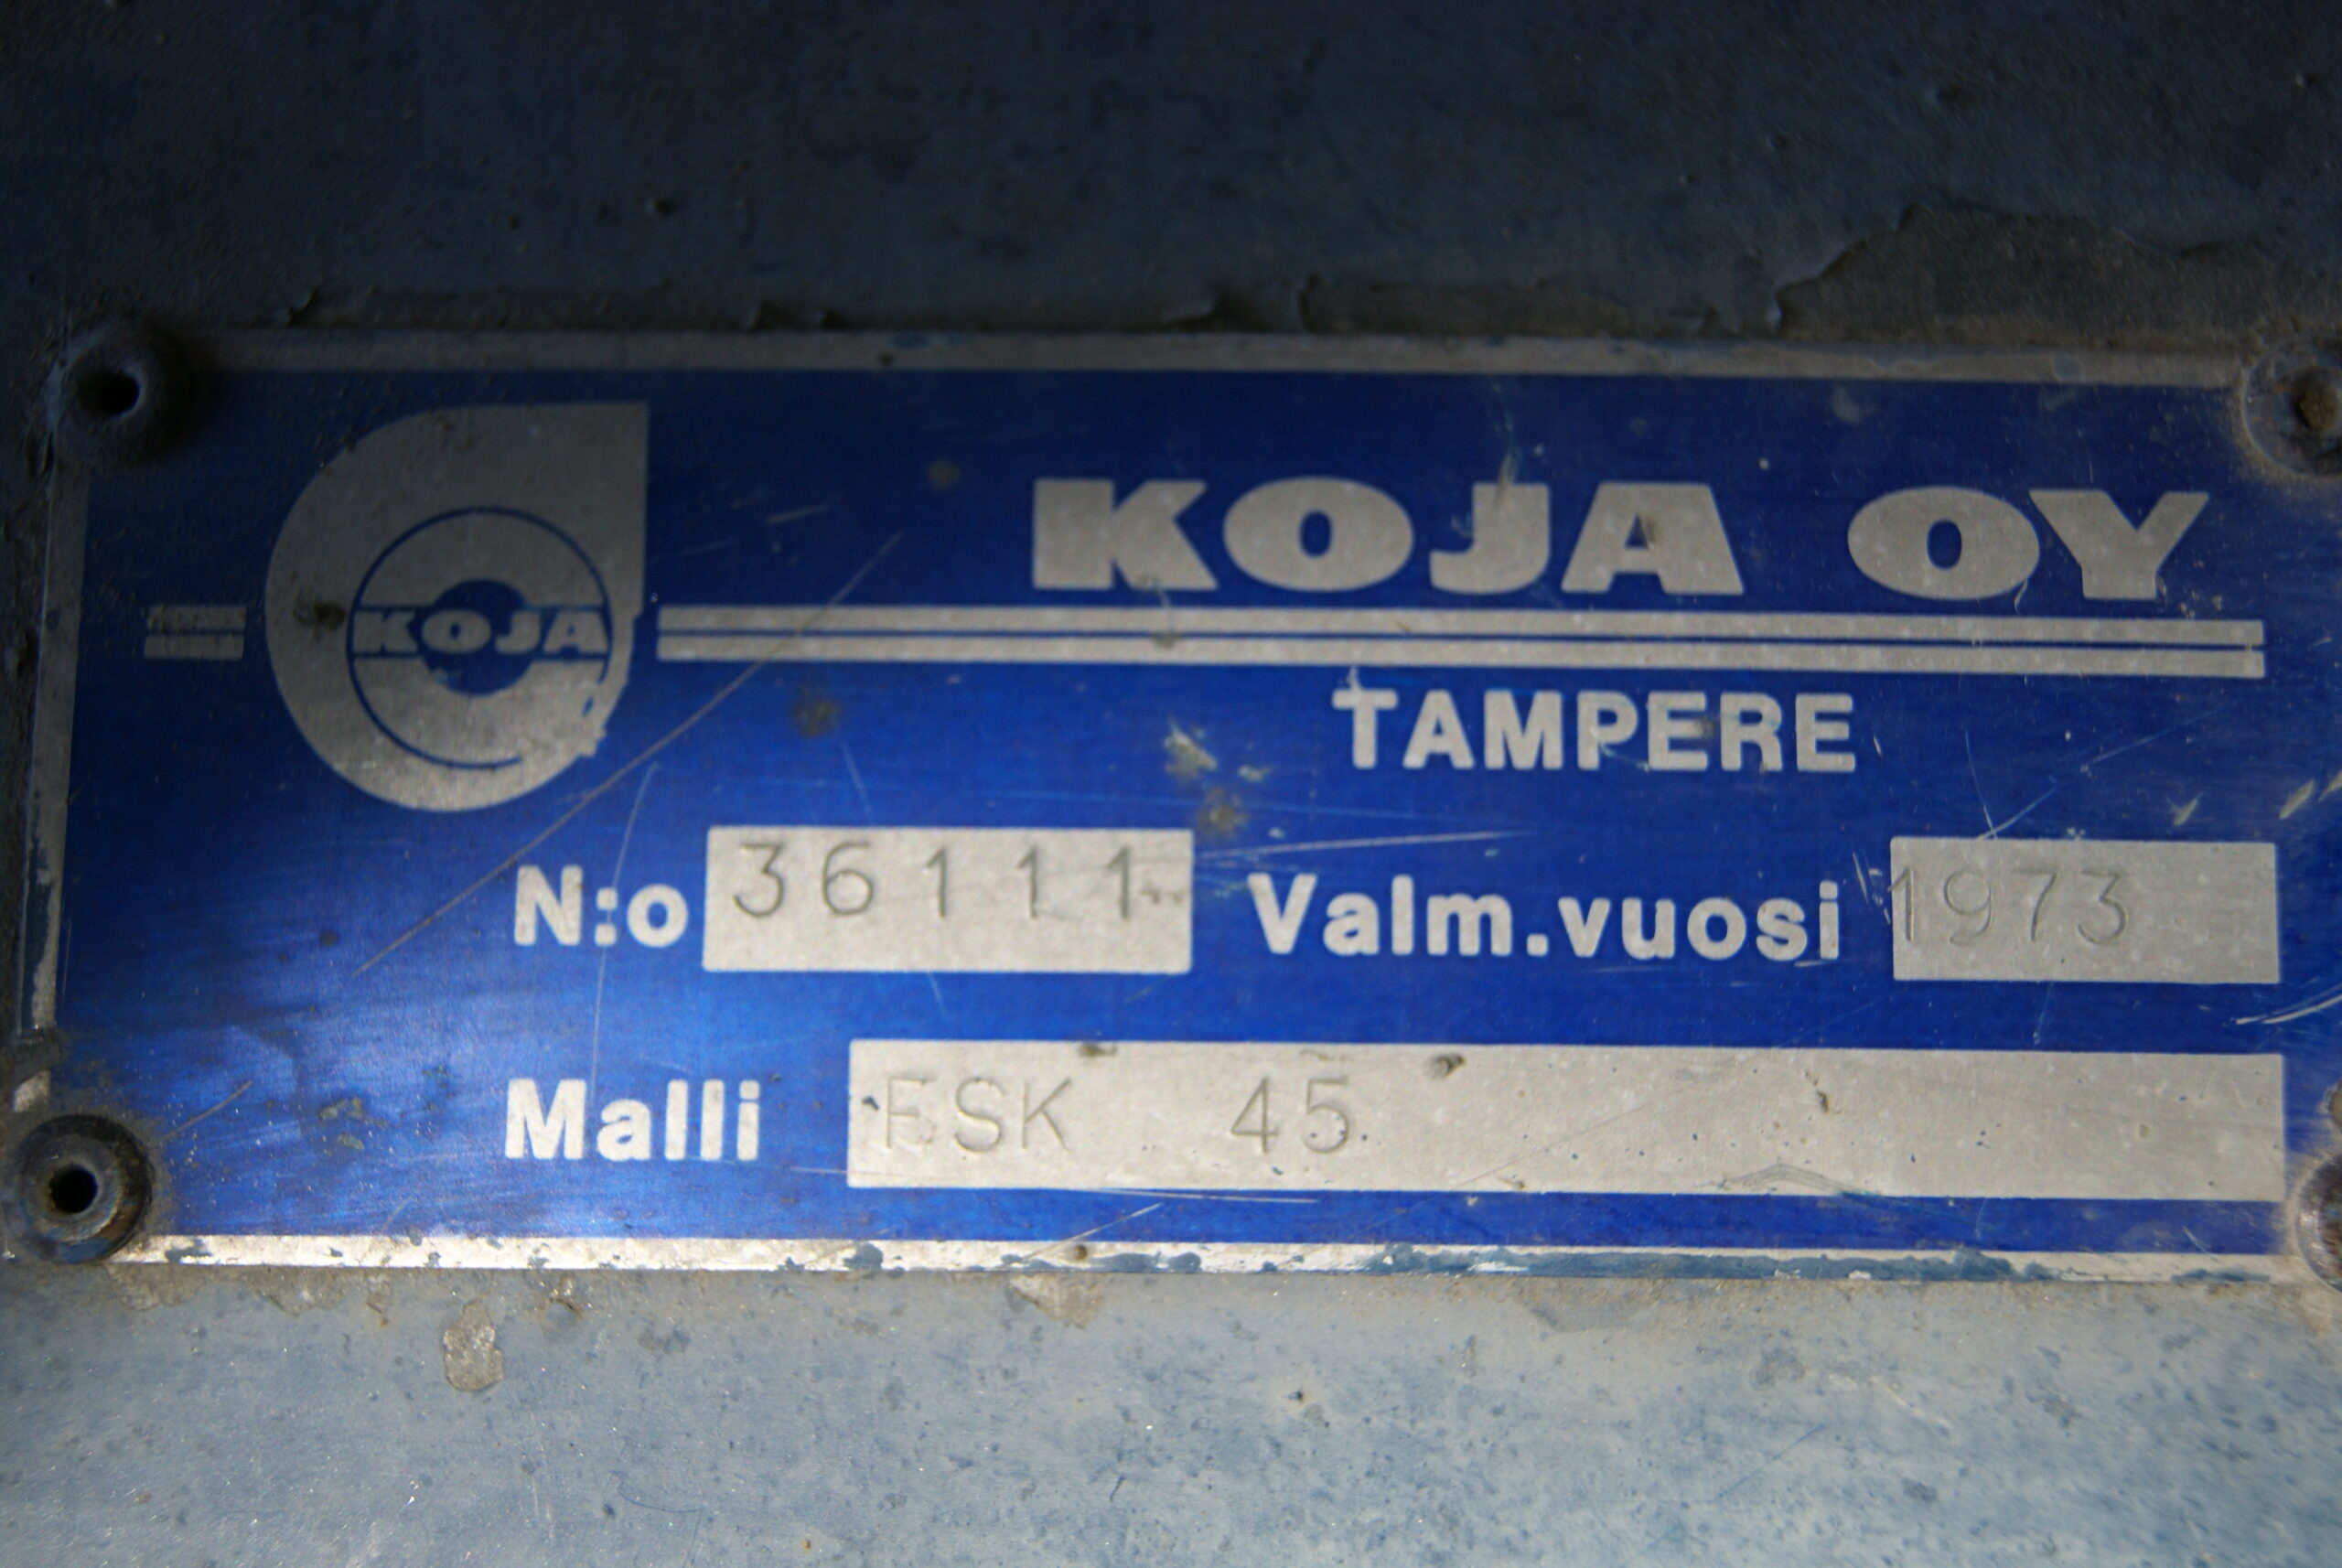 KOJA OY
KOJA
TAMPERE
N:o 36111 Valm.vuosi 1973
Malli FSK 45